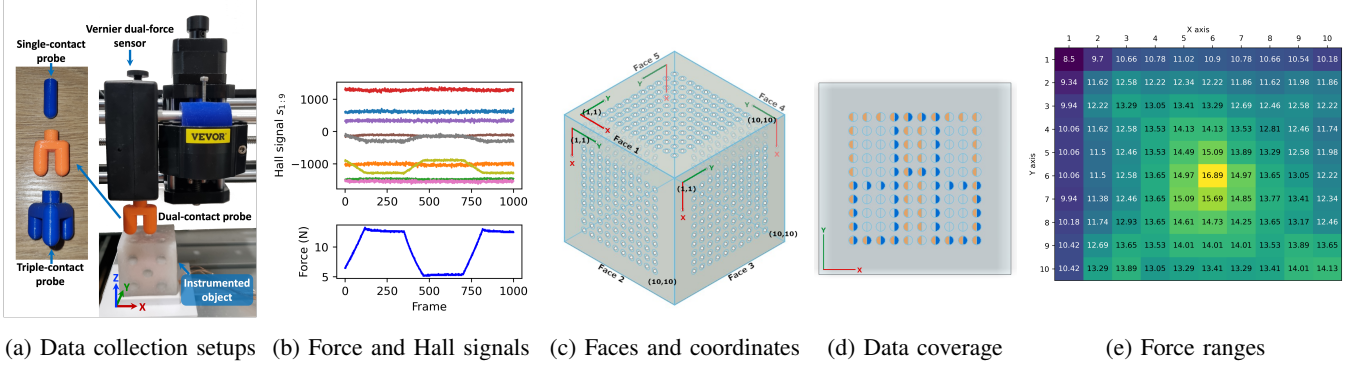 Single-contact
probe
Vernier dual-force
sensor
VEVOR
Dual-contact probe
Triple-contact
probe
Instrumented
object
Z
Y
X
Hall signal s1:9
1000
0
−1000
0 500 1000
Force (N)
10
5
0 500 1000
Frame
Face 5
Face 4
Face 1
Face 2
Face 3
(1,1)
(1,1)
(1,1)
(10,10)
(10,10)
(10,10)
X
Y
X
Y
X
Y
X
Y
Y
X
X axis
1 2 3 4 5 6 7 8 9 10
Y axis
1 8.5 9.7 10.66 10.78 11.02 10.9 10.78 10.66 10.54 10.18
2 9.34 11.62 12.58 12.22 12.34 12.22 11.86 11.62 11.98 11.86
3 9.94 12.22 13.29 13.05 13.41 13.29 12.69 12.46 12.58 12.22
4 10.06 11.62 12.58 13.53 14.13 14.13 13.53 12.81 12.46 11.74
5 10.06 11.5 12.46 13.53 14.49 15.09 13.89 13.29 12.58 11.98
6 10.06 11.5 12.58 13.65 14.97 16.89 14.97 13.65 13.05 12.22
7 9.94 11.38 12.46 13.65 15.09 15.69 14.85 13.77 13.41 12.34
8 10.18 11.74 12.93 13.65 14.61 14.73 14.25 13.65 13.17 12.46
9 10.42 12.69 13.65 13.53 14.01 14.01 14.01 13.53 13.89 13.65
10 10.42 13.29 13.89 13.05 13.29 13.41 13.29 13.41 14.01 14.13
(a) Data collection setups (b) Force and Hall signals (c) Faces and coordinates (d) Data coverage (e) Force ranges